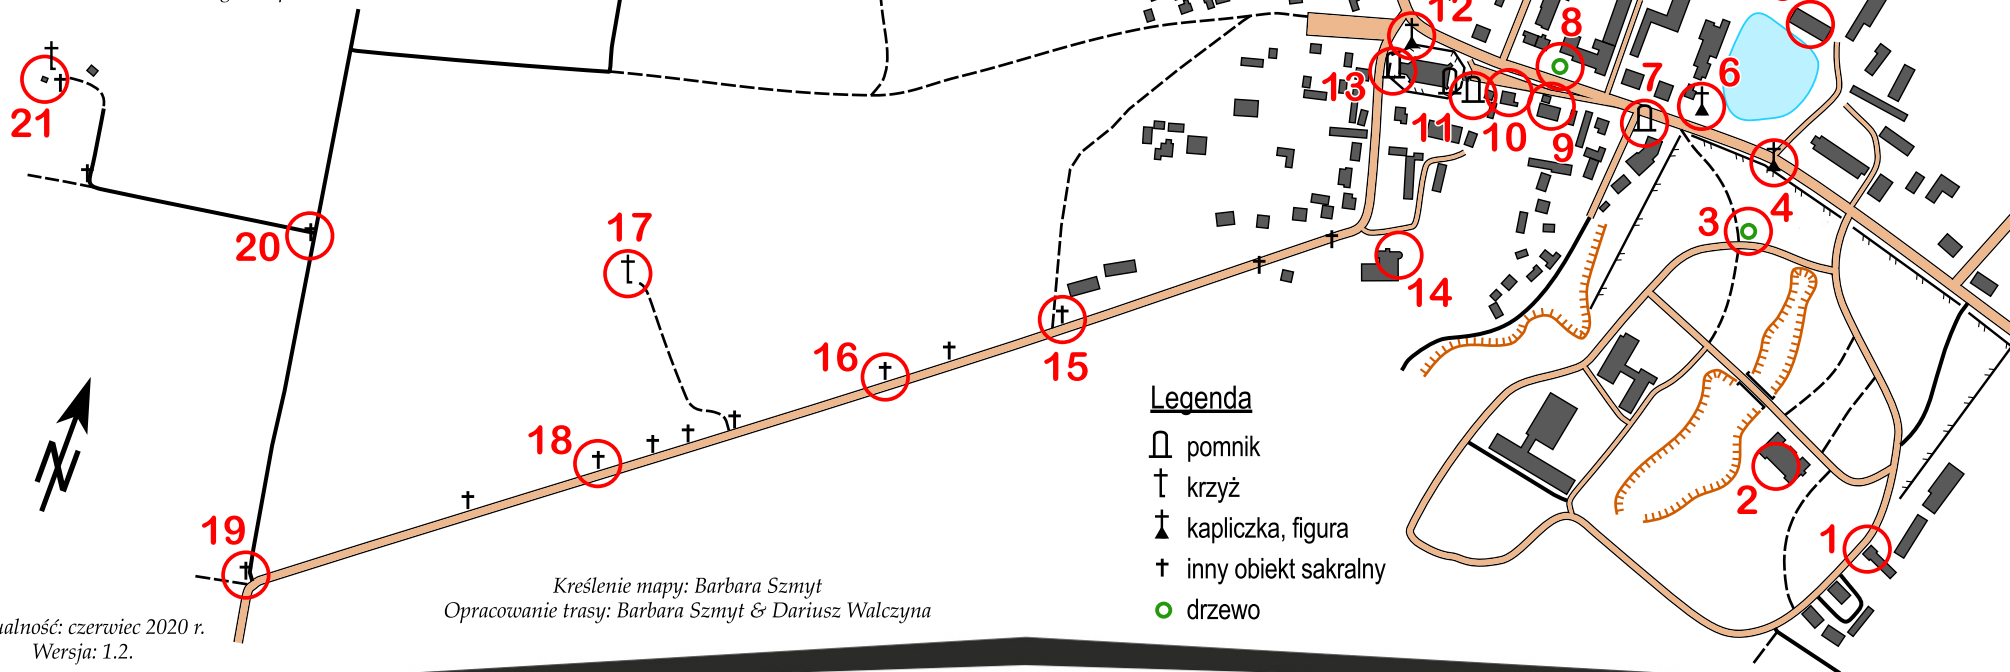 12
8
21
13
7
6
11
10
9
3
4
20
17
14
16
15
18
19
2
1
Legenda
pomnik
krzyż
kapliczka, figura
inny obiekt sakralny
drzewo
Kreślenie mapy: Barbara Szmyt
Opracowanie trasy: Barbara Szmyt & Dariusz Walczyna
czerwiec 2020 r.
Wersja: 1.2.